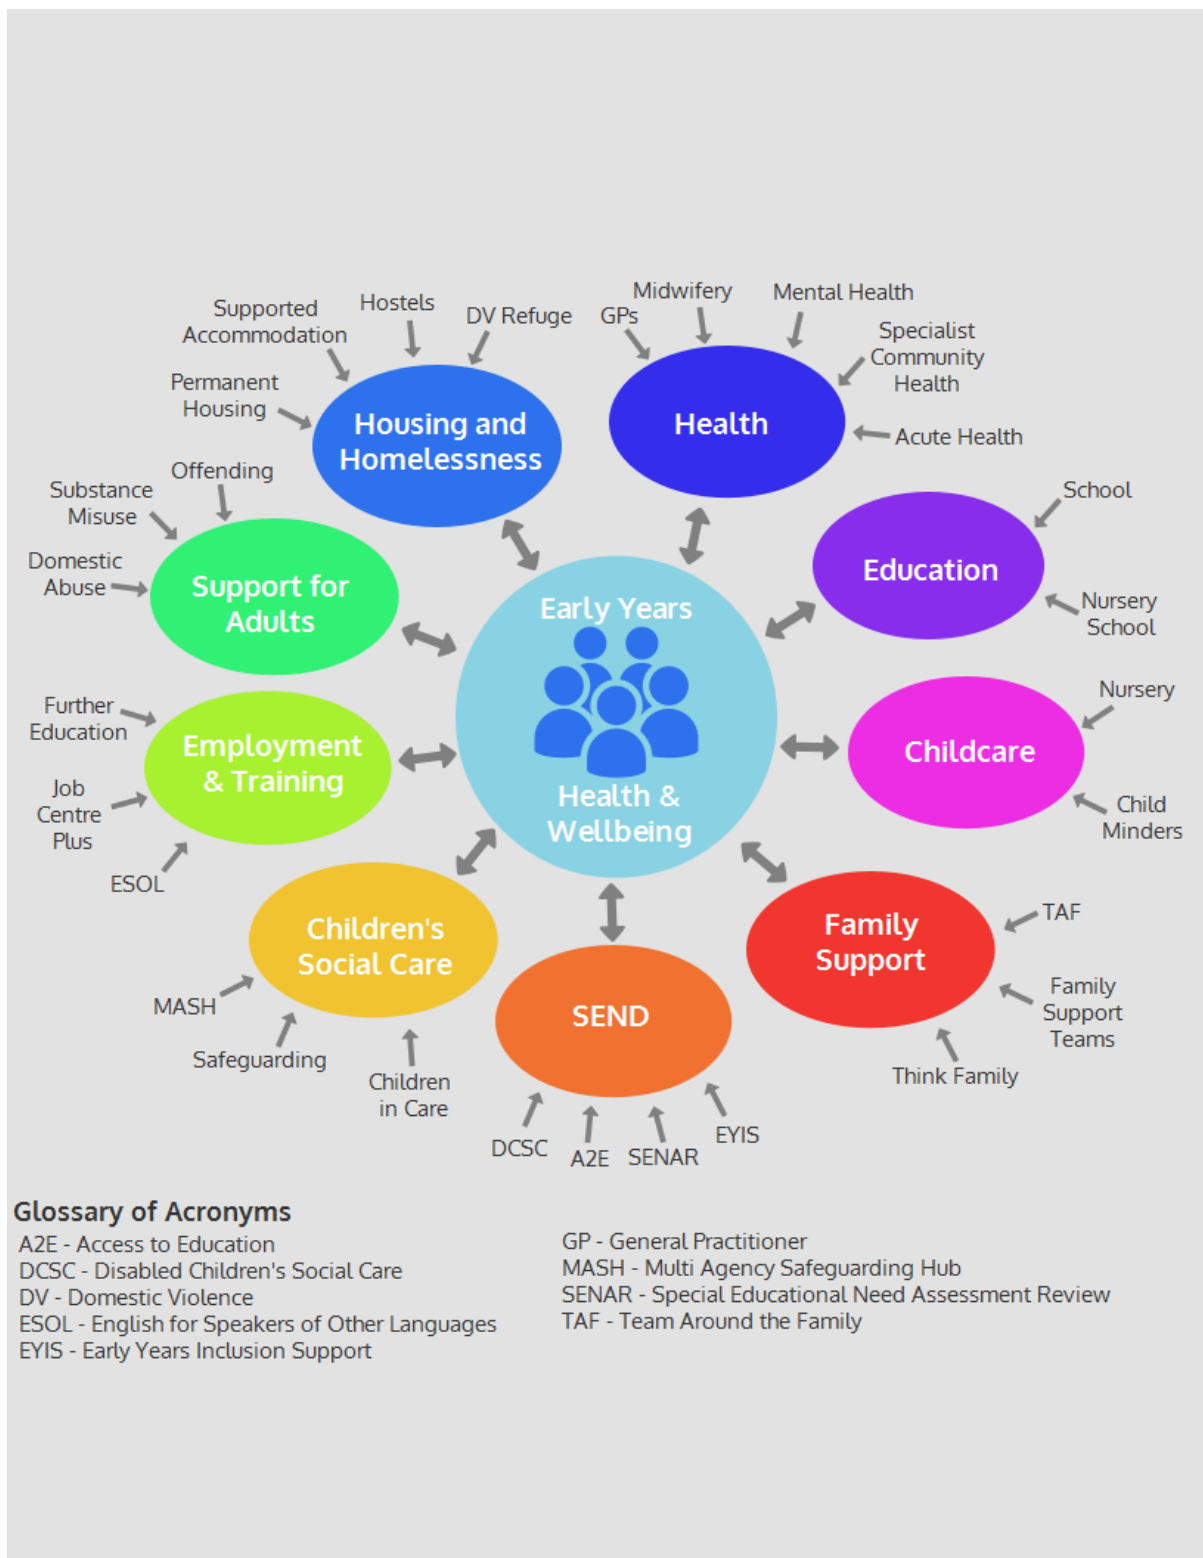 Supported
Accommodation
Hostels
DV Refuge
Permanent
Housing
Housing and
Homelessness
GPs
Midwifery
Mental Health
Specialist
Community
Health
Acute Health
Health
School
Nursery
School
Education
Nursery
Child
Minders
Childcare
TAF
Family
Support
Teams
Think Family
Family
Support
EYIS
SENAR
A2E
DCSC
SEND
Children
in Care
Safeguarding
MASH
Children's
Social Care
ESOL
Job
Centre
Plus
Further
Education
Employment
& Training
Domestic
Abuse
Substance
Misuse
Offending
Support for
Adults
Early Years
Health &
Wellbeing
Glossary of Acronyms
A2E - Access to Education
DCSC - Disabled Children's Social Care
DV - Domestic Violence
ESOL - English for Speakers of Other Languages
EYIS - Early Years Inclusion Support
GP - General Practitioner
MASH - Multi Agency Safeguarding Hub
SENAR - Special Educational Need Assessment Review
TAF - Team Around the Family